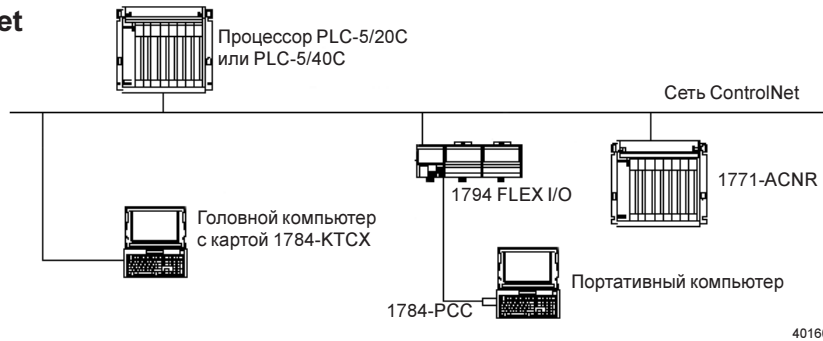 et
Процессор PLC-5/20C
или PLC-5/40C
Сеть ControlNet
1794 FLEX I/O
1771-ACNR
Головной компьютер
с картой 1784-KTCX
Портативный компьютер
1784-PCC